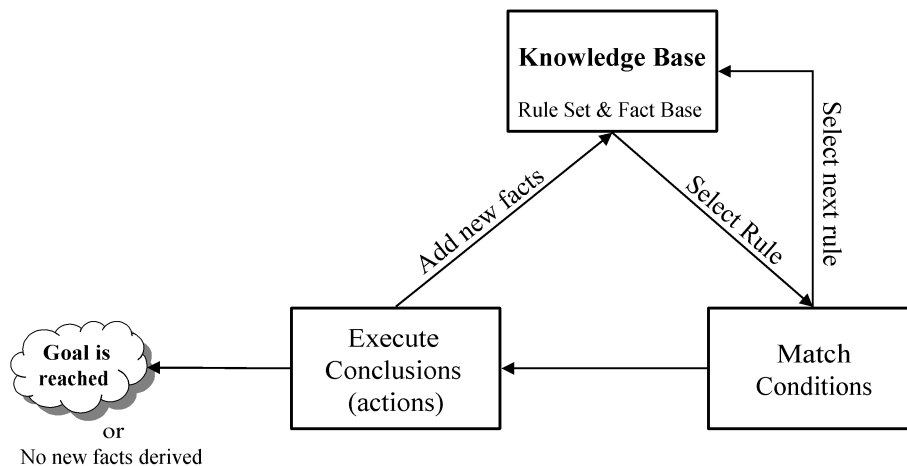 Knowledge Base
Rule Set & Fact Base
Select next rule
Add new facts
Select Rule
Execute
Conclusions
(actions)
Match
Conditions
Goal is
reached
or
No new facts derived